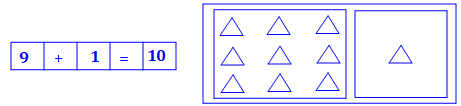 9 + 1 = 10